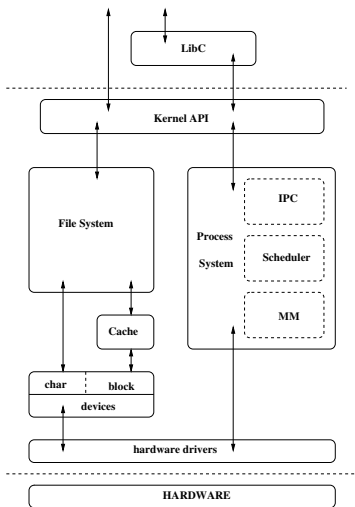 LibC
Kernel API
File System
Process
System
IPC
Scheduler
MM
Cache
char
block
devices
hardware drivers
HARDWARE